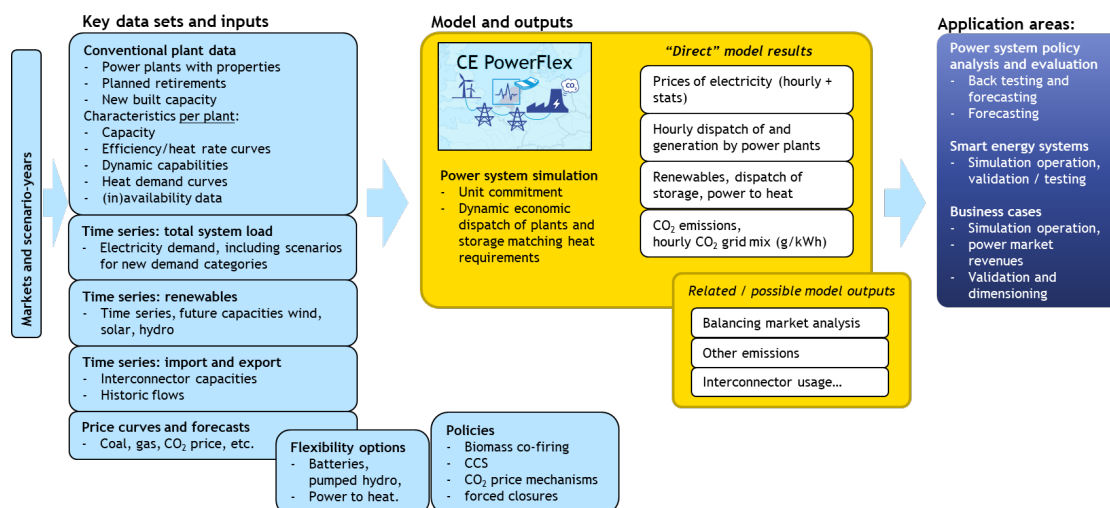 Key data sets and inputs
Markets and scenario-years
Conventional plant data
- Power plants with properties
- Planned retirements
- New built capacity
Characteristics per plant:
- Capacity
- Efficiency/heat rate curves
- Dynamic capabilities
- Heat demand curves
- (in)availability data
Time series: total system load
- Electricity demand, including scenarios
for new demand categories
Time series: renewables
- Time series, future capacities wind,
solar, hydro
Time series: import and export
- Interconnector capacities
- Historic flows
Price curves and forecasts
- Coal, gas, CO₂ price, etc.
Flexibility options
- Batteries,
pumped hydro,
- Power to heat.
Policies
- Biomass co-firing
- CCS
- CO₂ price mechanisms
- forced closures
Model and outputs
CE PowerFlex
CO₂
Power system simulation
- Unit commitment
- Dynamic economic
dispatch of plants and
storage matching heat
requirements
“Direct” model results
Prices of electricity (hourly +
stats)
Hourly dispatch of and
generation by power plants
Renewables, dispatch of
storage, power to heat
CO₂ emissions,
hourly CO₂ grid mix (g/kWh)
Related / possible model outputs
Balancing market analysis
Other emissions
Interconnector usage…
Application areas:
Power system policy
analysis and evaluation
- Back testing and
forecasting
- Forecasting
Smart energy systems
- Simulation operation,
validation / testing
Business cases
- Simulation operation,
- power market
revenues
- Validation and
dimensioning